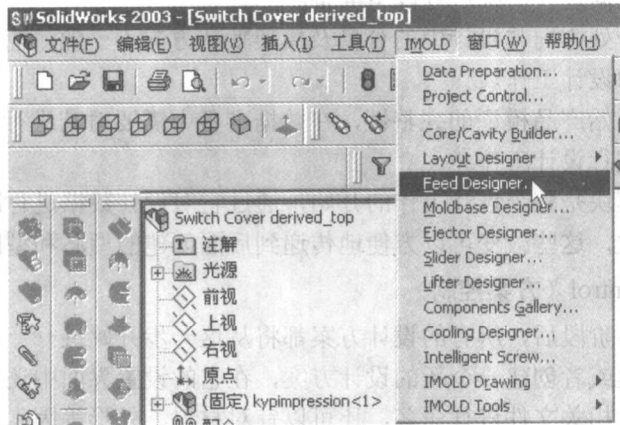 SolidWorks 2003 - [Switch Cover derived_top]
文件(F) 编辑(E) 视图(V) 插入(I) 工具(T) IMOLD 窗口(W) 帮助(H)
Data Preparation...
Project Control...
Core/Cavity Builder...
Layout Designer
Feed Designer...
Moldbase Designer...
Ejector Designer...
Slider Designer...
Lifter Designer...
Components Gallery...
Cooling Designer...
Intelligent Screw...
IMOLD Drawing
IMOLD Tools
Switch Cover derived_top
注解
光源
前视
上视
右视
原点
(固定) kypimpression<1>